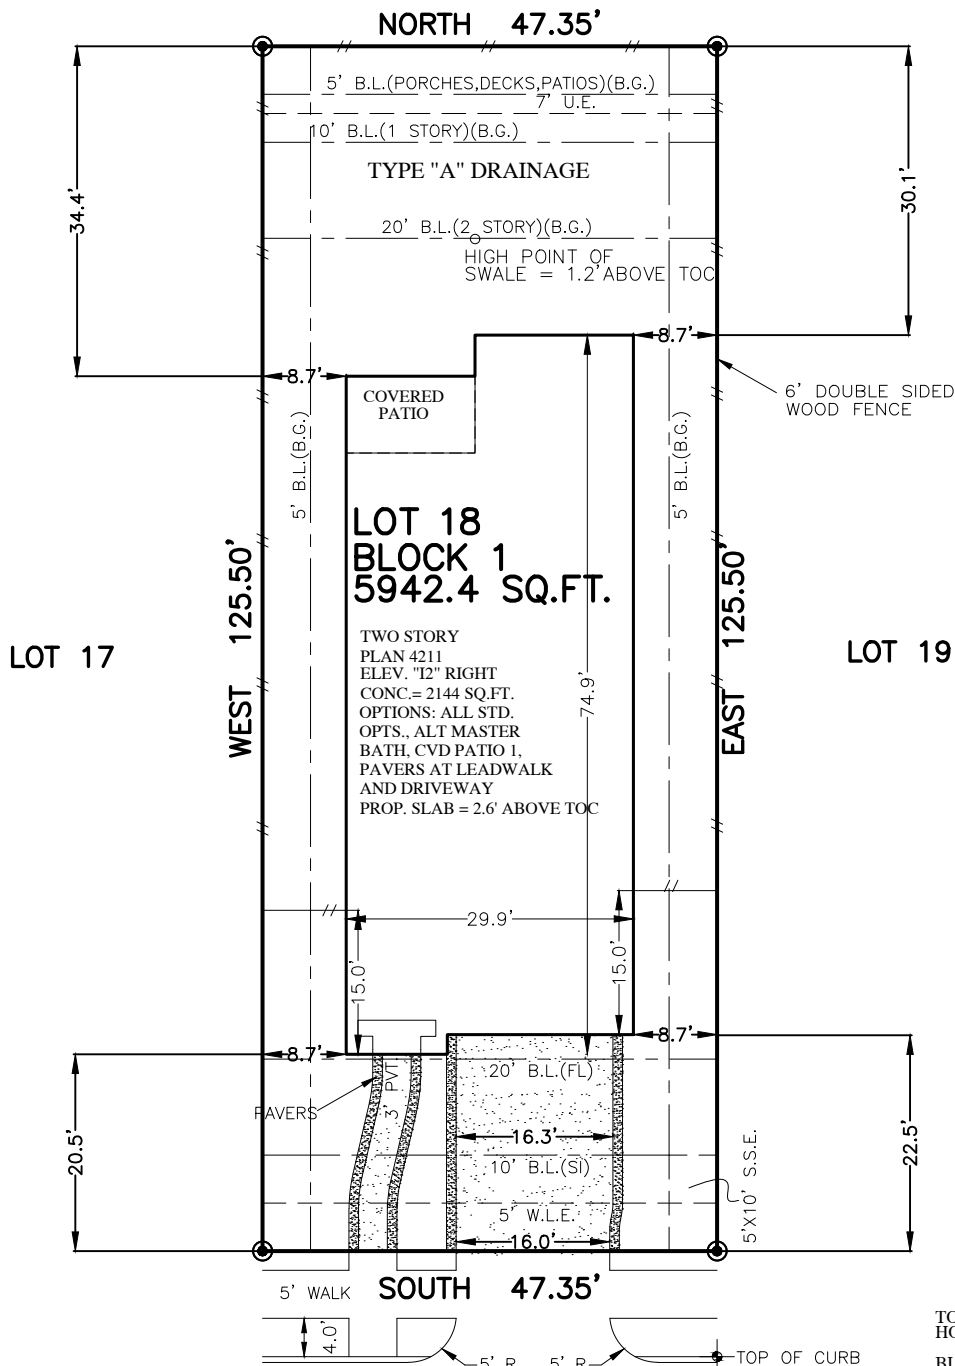 NORTH 47.35'
5' B.L.(PORCHES,DECKS,PATIOS)(B.G.)
7' U.E.
10' B.L.(1 STORY)(B.G.)
TYPE "A" DRAINAGE
34.4'
30.1'
20' B.L.(2 STORY)(B.G.)
HIGH POINT OF
SWALE = 1.2'ABOVE TOC
8.7'
8.7'
COVERED
PATIO
6' DOUBLE SIDED
WOOD FENCE
5' B.L.(B.G.)
5' B.L.(B.G.)
LOT 18
BLOCK 1
5942.4 SQ.FT.
WEST 125.50'
EAST 125.50'
LOT 17
LOT 19
TWO STORY
PLAN 4211
ELEV. "I2" RIGHT
CONC.= 2144 SQ.FT.
OPTIONS: ALL STD.
OPTS., ALT MASTER
BATH, CVD PATIO 1,
PAVERS AT LEADWALK
AND DRIVEWAY
PROP. SLAB = 2.6' ABOVE TOC
74.9'
29.9'
15.0'
15.0'
8.7'
8.7'
20' B.L.(FL)
PAVERS
3' PVT.
16.3'
10' B.L.(SI)
5' W.L.E.
16.0'
20.5'
22.5'
5'X10' S.S.E.
5' WALK
SOUTH 47.35'
4.0'
5' R
5' R
TOP OF CURB
TO
HO
BL